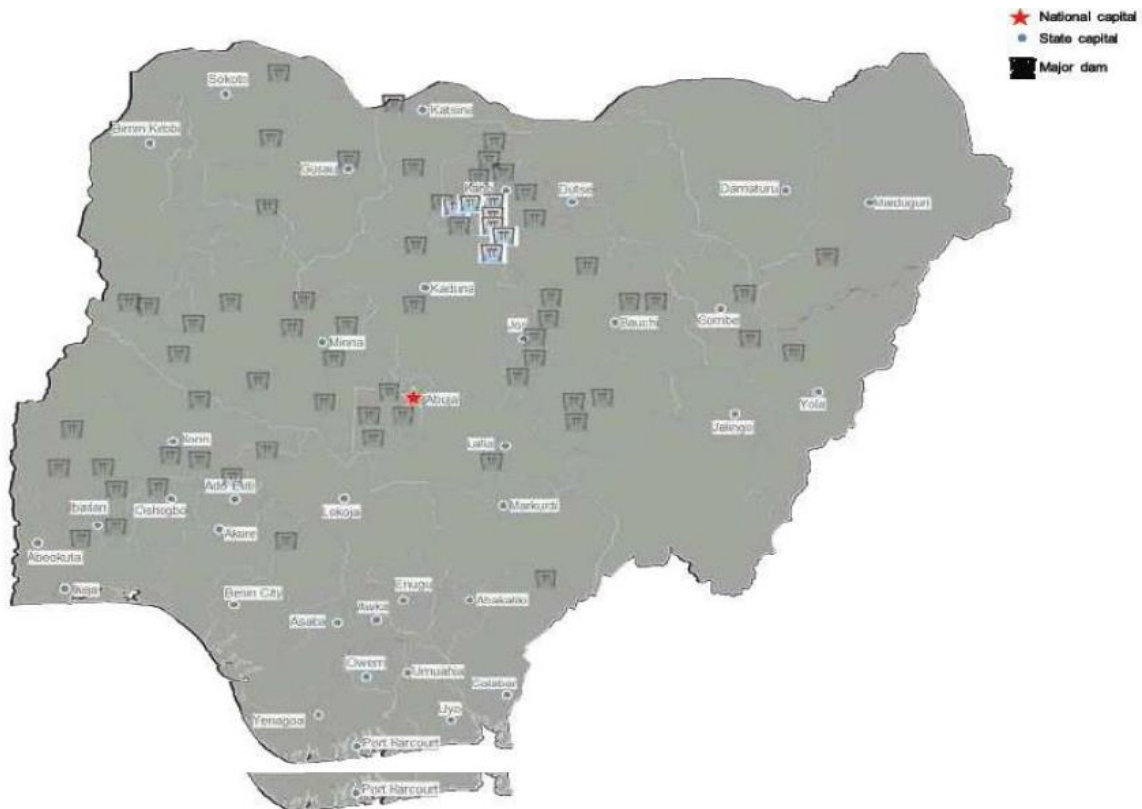 National capital
State capital
Major dam
Sokoto
Katsina
Birnin Kebbi
Gusau
Kano
Dutse
Damaturu
Maiduguri
Kaduna
Gombe
Bauchi
Jos
Minna
Abuja
Yola
Jalingo
Ilorin
Lafia
Ado Ekiti
Ibadan
Oshogbo
Lokoja
Markurdi
Akure
Abeokuta
Ikeja
Benin City
Enugu
Abakaliki
Awka
Asaba
Owerri
Umuahia
Calabar
Uyo
Yenagoa
Port Harcourt
Port Harcourt